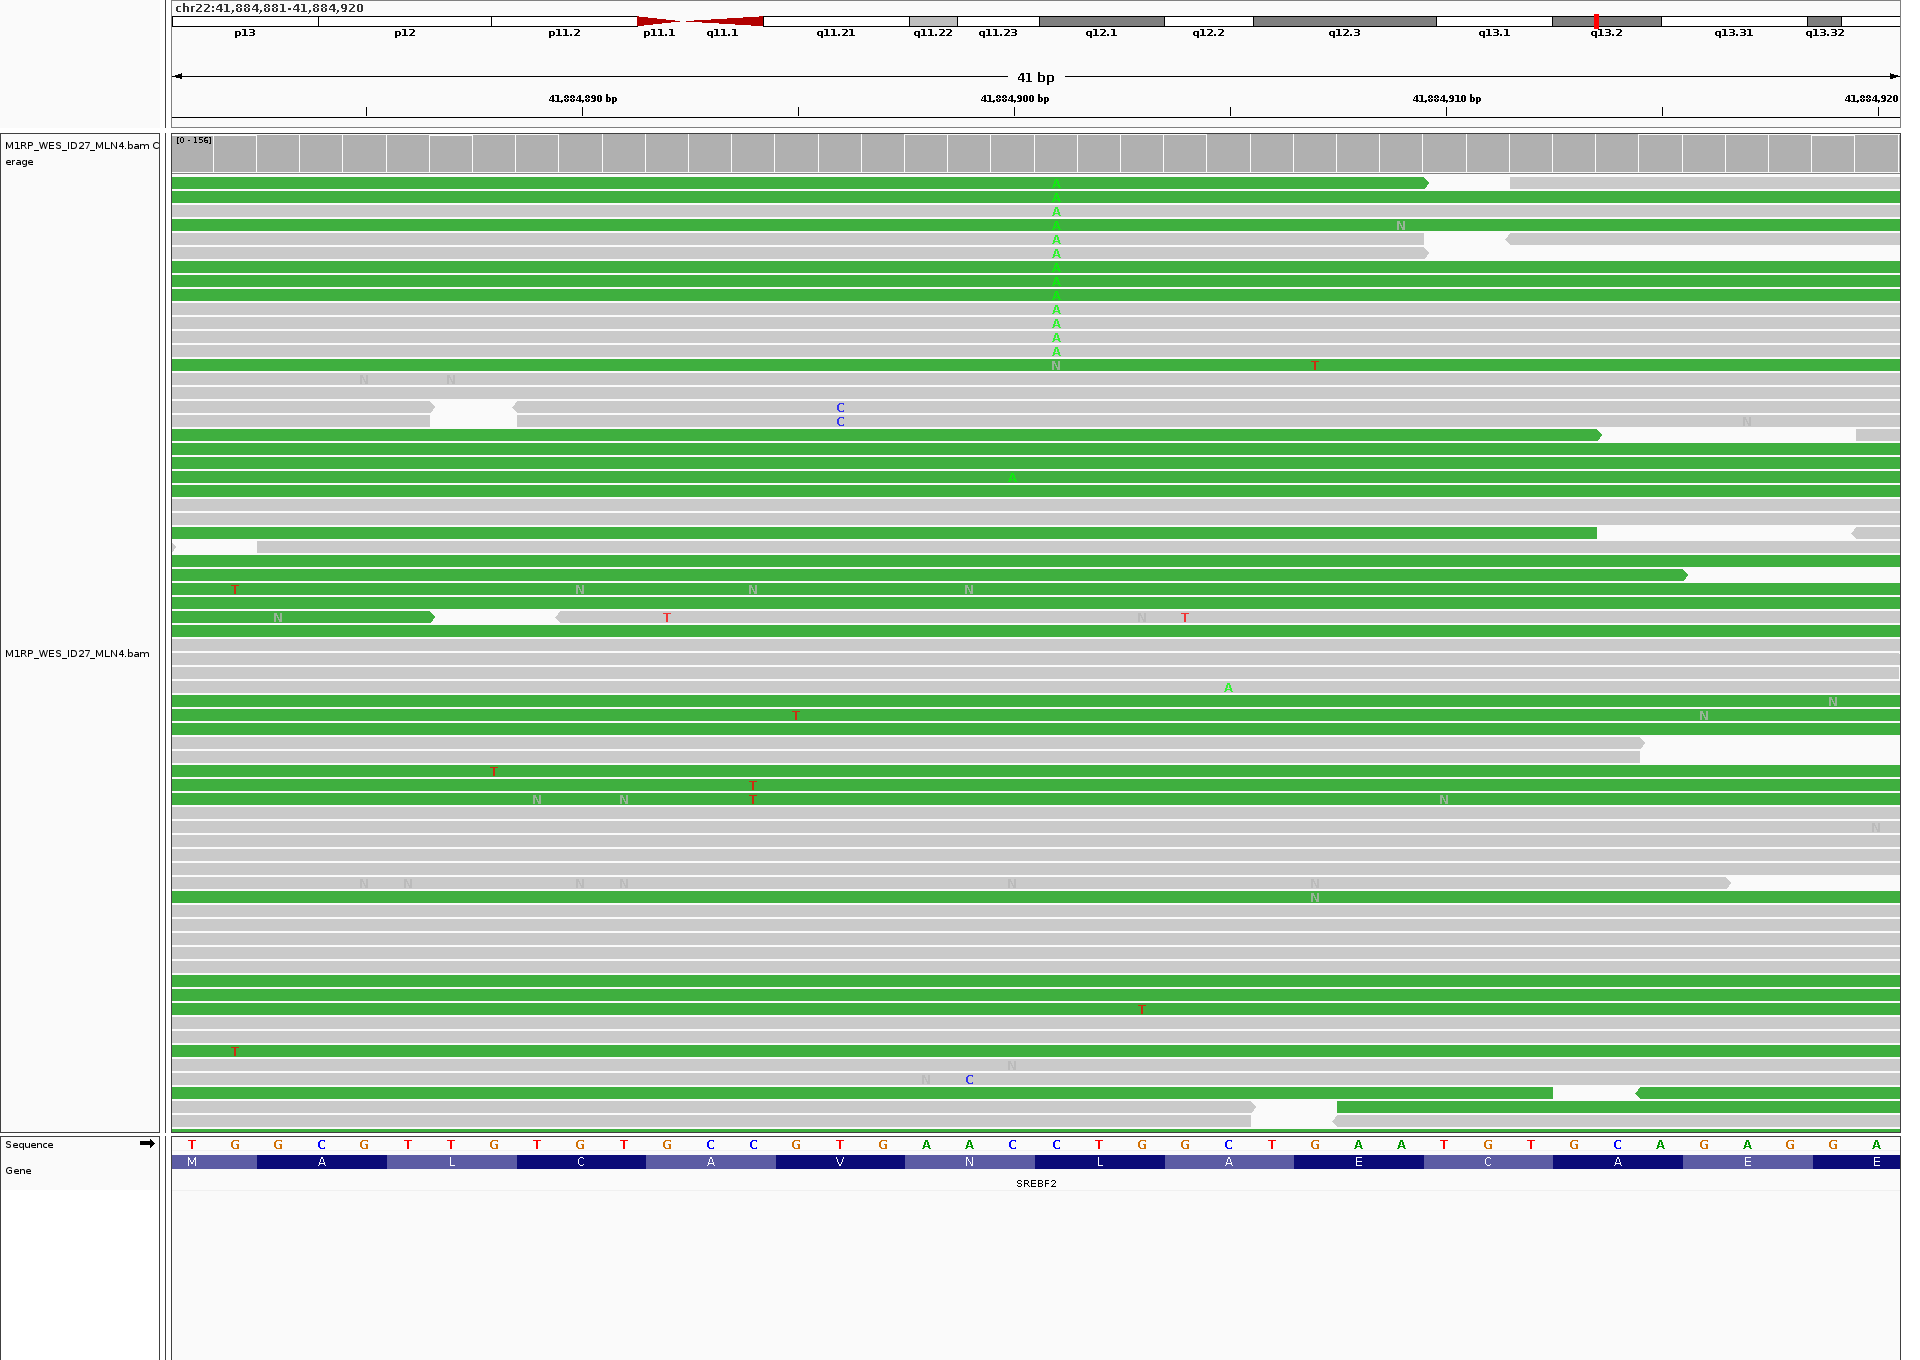 chr22:41,884,881-41,884,920
p13 p12 p11.2 p11.1 q11.1 q11.21 q11.22 q11.23 q12.1 q12.2 q12.3 q13.1 q13.2 q13.31 q13.32
41 bp
41,884,890 bp 41,884,900 bp 41,884,910 bp 41,884,920
M1RP_WES_ID27_MLN4.bam C
erage
[0 - 156]
A
A
A
A N
A
A
A
A
A
A
A
A
A
N T
N N
C
C N
A
T N N N
N T N T
M1RP_WES_ID27_MLN4.bam
A
N
T N
T
T
N N T N
N
N N N N N N
N
T
T
N
N C
Sequence T G G C G T T G T G T G C C G T G A A C C T G G C T G A A T G T G C A G A G G A
Gene M A L C A V N L A E C A E E
SREBF2